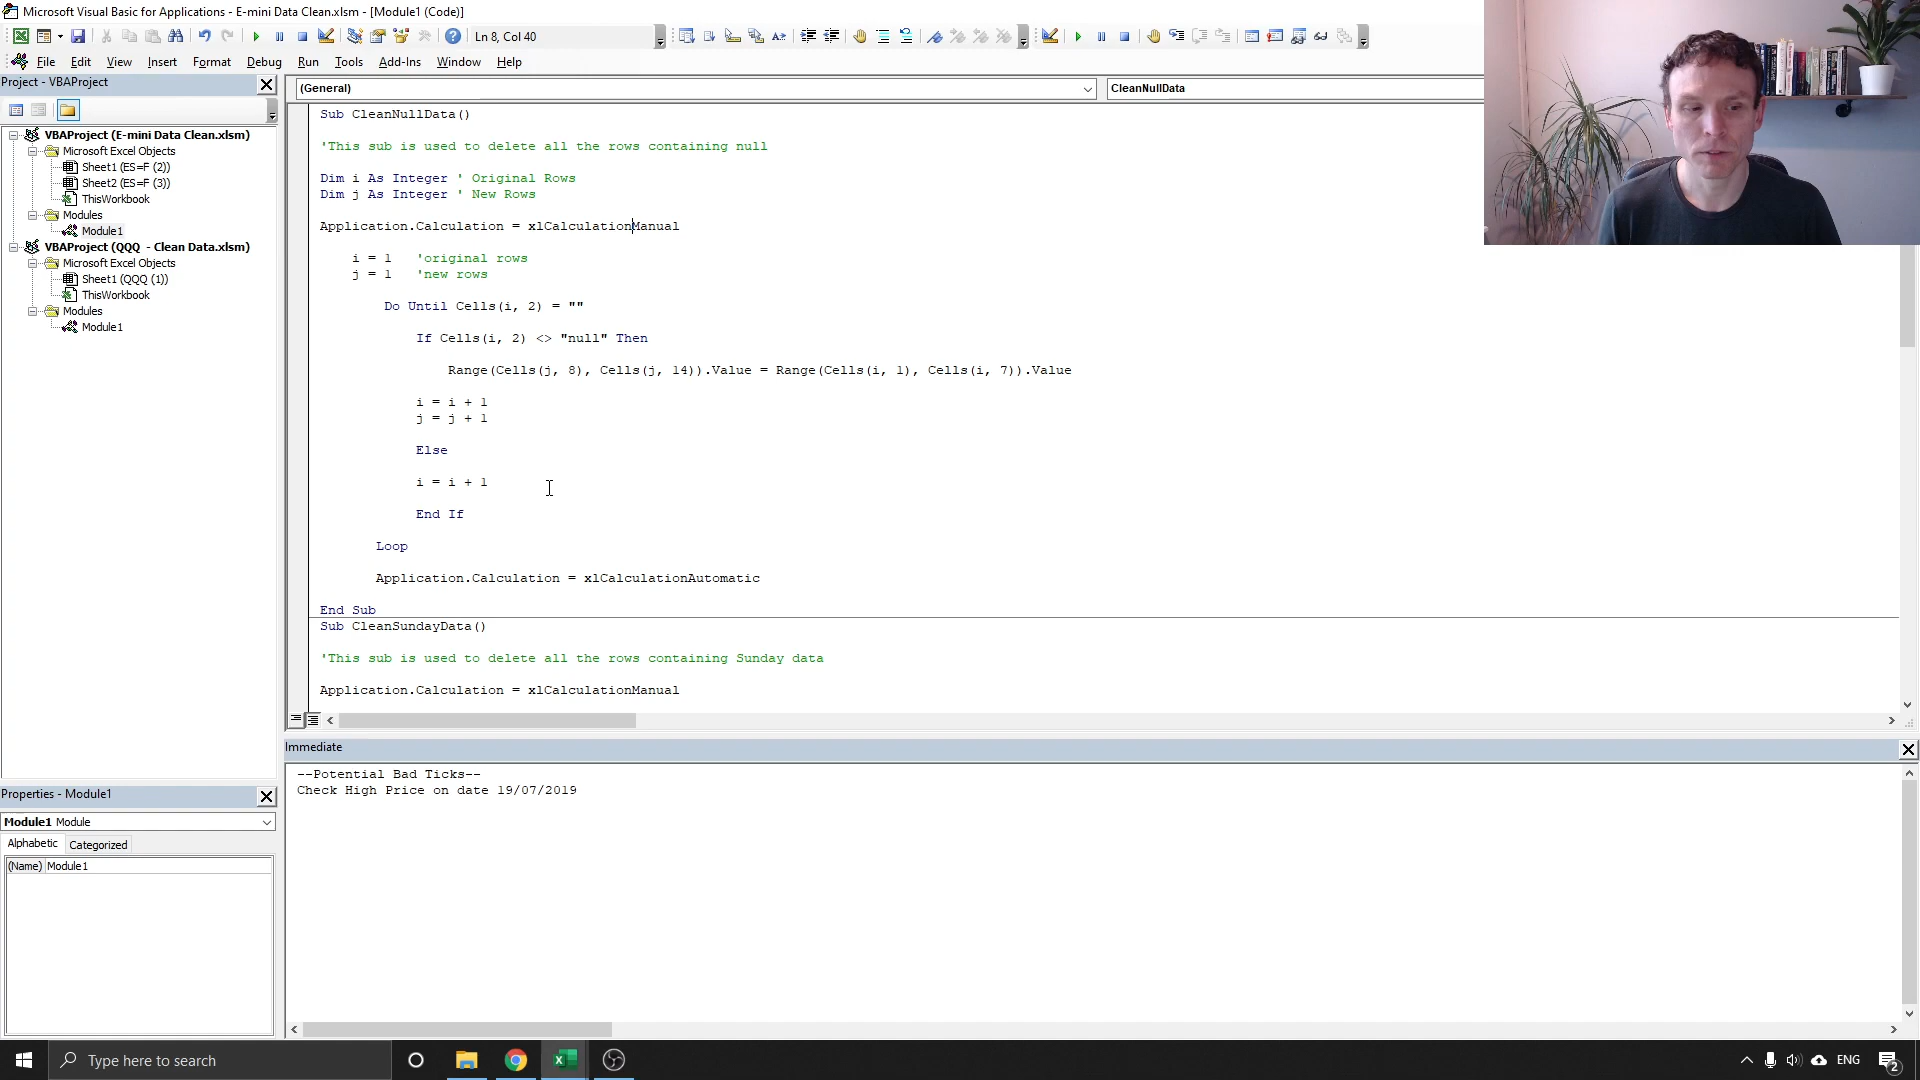 Microsoft Visual Basic for Applications - E-mini Data Clean.xlsm - [Module1 (Code)]
Ln 8, Col 40
File Edit View Insert Format Debug Run Tools Add-Ins Window Help
Project - VBAProject
VBAProject (E-mini Data Clean.xlsm)
Microsoft Excel Objects
Sheet1 (ES=F (2))
Sheet2 (ES=F (3))
ThisWorkbook
Modules
Module1
VBAProject (QQQ  - Clean Data.xlsm)
Microsoft Excel Objects
Sheet1 (QQQ (1))
ThisWorkbook
Modules
Module1
Properties - Module1
Module1 Module
Alphabetic Categorized
(Name) Module1
(General) CleanNullData
Sub CleanNullData()
'This sub is used to delete all the rows containing null
Dim i As Integer ' Original Rows
Dim j As Integer ' New Rows
Application.Calculation = xlCalculationManual
i = 1   'original rows
j = 1   'new rows
Do Until Cells(i, 2) = ""
If Cells(i, 2) <> "null" Then
Range(Cells(j, 8), Cells(j, 14)).Value = Range(Cells(i, 1), Cells(i, 7)).Value
i = i + 1
j = j + 1
Else
i = i + 1
End If
Loop
Application.Calculation = xlCalculationAutomatic
End Sub
Sub CleanSundayData()
'This sub is used to delete all the rows containing Sunday data
Application.Calculation = xlCalculationManual
Immediate
--Potential Bad Ticks--
Check High Price on date 19/07/2019
Type here to search
ENG
2